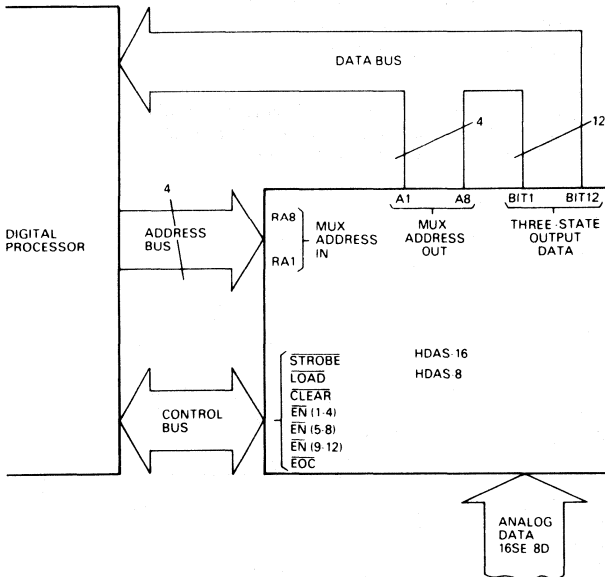 DATA BUS
4
12
4
A1 A8 BIT1 BIT12
DIGITAL
PROCESSOR
ADDRESS
BUS
RA8
RA1
MUX
ADDRESS
IN
MUX
ADDRESS
OUT
THREE-STATE
OUTPUT
DATA
CONTROL
BUS
STROBE
LOAD
CLEAR
EN (1-4)
EN (5-8)
EN (9-12)
EOC
HDAS-16
HDAS-8
ANALOG
DATA
16SE 8D